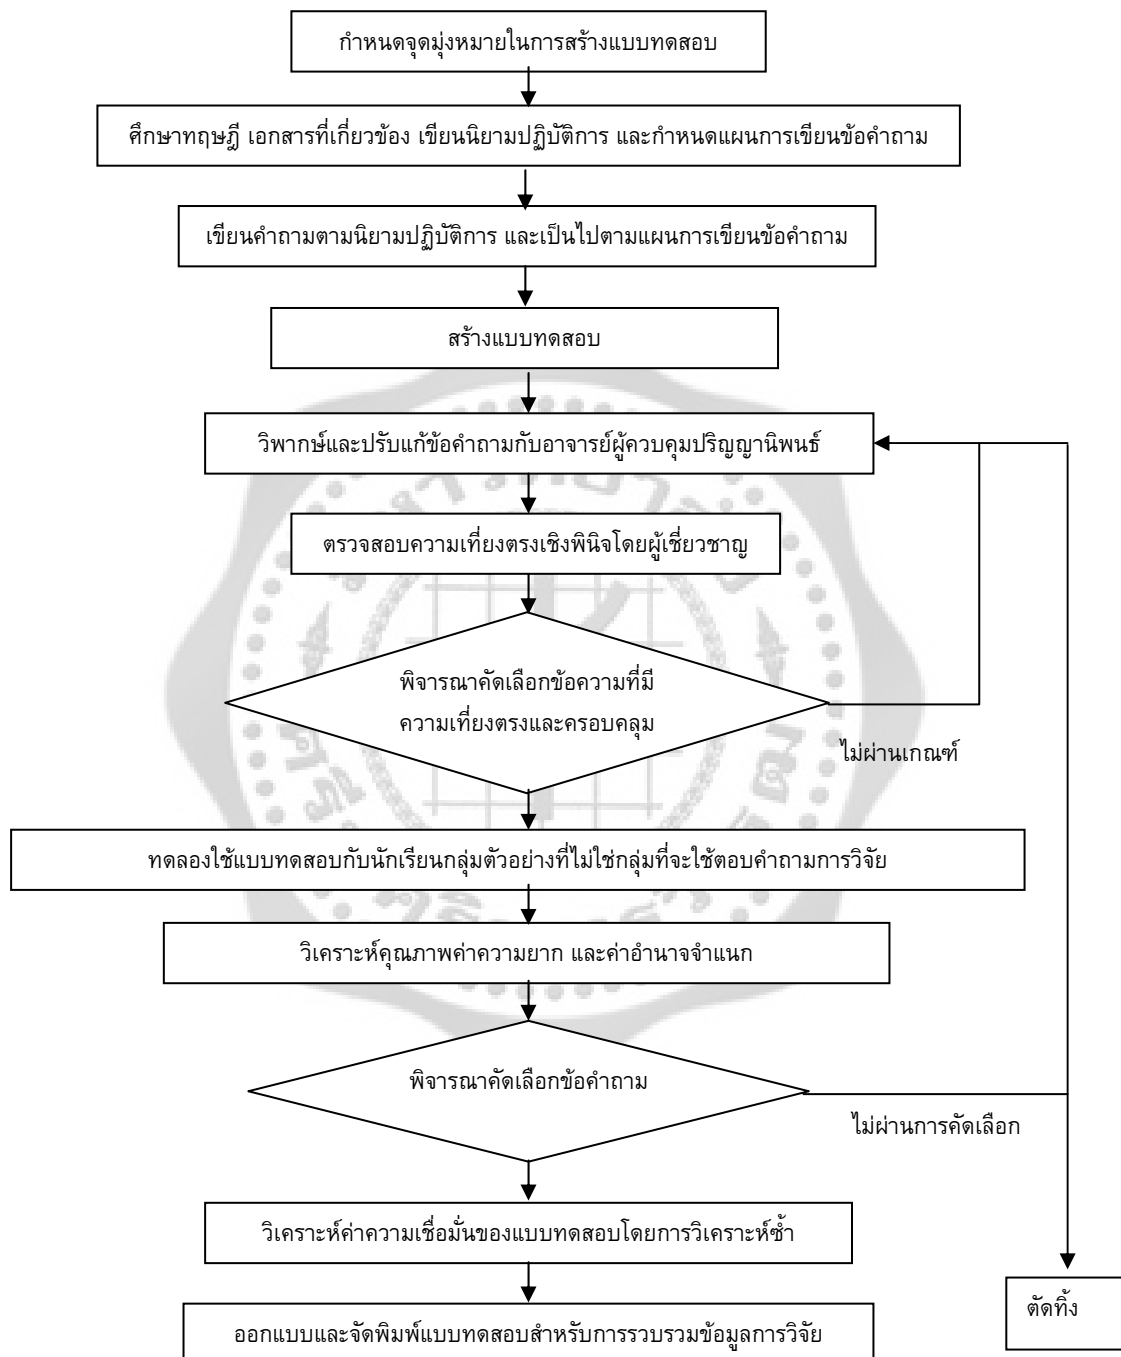 กำหนดจุดมุ่งหมายในการสร้างแบบทดสอบ
ศึกษาทฤษฎี เอกสารที่เกี่ยวข้อง เขียนนิยามปฏิบัติการ และกำหนดแผนการเขียนข้อคำถาม
เขียนคำถามตามนิยามปฏิบัติการ และเป็นไปตามแผนการเขียนข้อคำถาม
สร้างแบบทดสอบ
วิพากษ์และปรับแก้ข้อคำถามกับอาจารย์ผู้ควบคุมปริญญานิพนธ์
ตรวจสอบความเที่ยงตรงเชิงพินิจโดยผู้เชี่ยวชาญ
พิจารณาคัดเลือกข้อความที่มี
ความเที่ยงตรงและครอบคลุม
ไม่ผ่านเกณฑ์
ทดลองใช้แบบทดสอบกับนักเรียนกลุ่มตัวอย่างที่ไม่ใช่กลุ่มที่จะใช้ตอบคำถามการวิจัย
วิเคราะห์คุณภาพค่าความยาก และค่าอำนาจจำแนก
พิจารณาคัดเลือกข้อคำถาม
ไม่ผ่านการคัดเลือก
วิเคราะห์ค่าความเชื่อมั่นของแบบทดสอบโดยการวิเคราะห์ซ้ำ
ตัดทิ้ง
ออกแบบและจัดพิมพ์แบบทดสอบสำหรับการรวบรวมข้อมูลการวิจัย